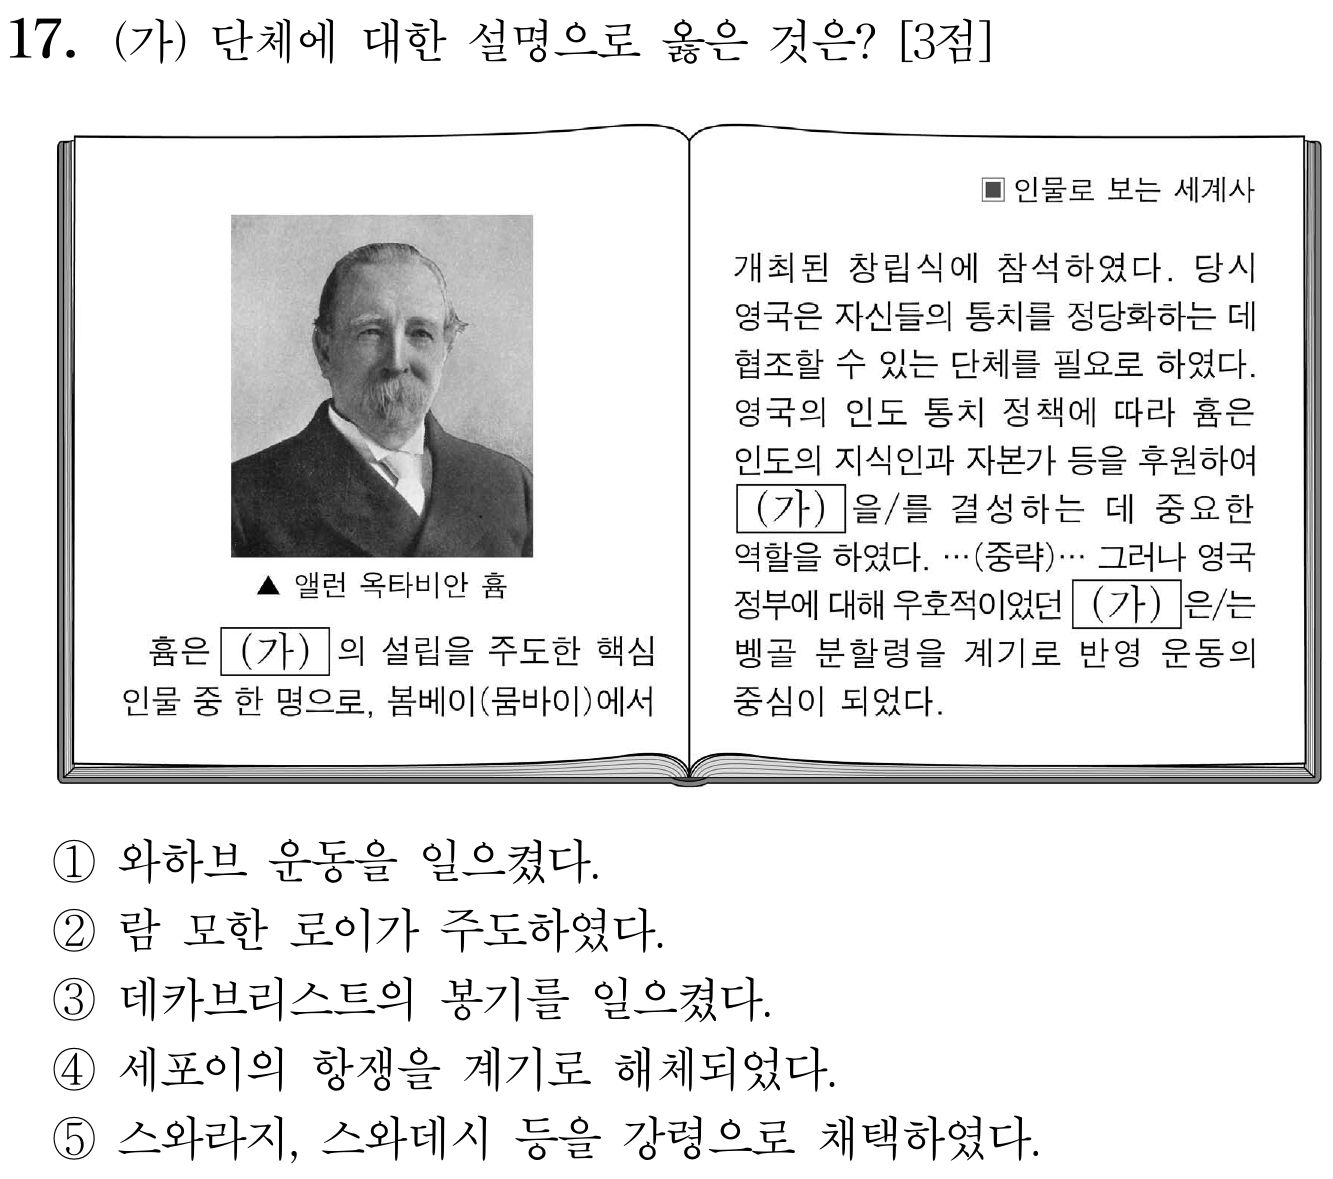 17. (가) 단체에 대한 설명으로 옳은 것은? [3점]
▲ 앨런 옥타비안 흄
흄은 (가) 의 설립을 주도한 핵심
인물 중 한 명으로, 봄베이(뭄바이)에서
▣ 인물로 보는 세계사
개최된 창립식에 참석하였다. 당시
영국은 자신들의 통치를 정당화하는 데
협조할 수 있는 단체를 필요로 하였다.
영국의 인도 통치 정책에 따라 흄은
인도의 지식인과 자본가 등을 후원하여
(가) 을/를 결성하는 데 중요한
역할을 하였다. …(중략)… 그러나 영국
정부에 대해 우호적이었던 (가) 은/는
벵골 분할령을 계기로 반영 운동의
중심이 되었다.
① 와하브 운동을 일으켰다.
② 람 모한 로이가 주도하였다.
③ 데카브리스트의 봉기를 일으켰다.
④ 세포이의 항쟁을 계기로 해체되었다.
⑤ 스와라지, 스와데시 등을 강령으로 채택하였다.